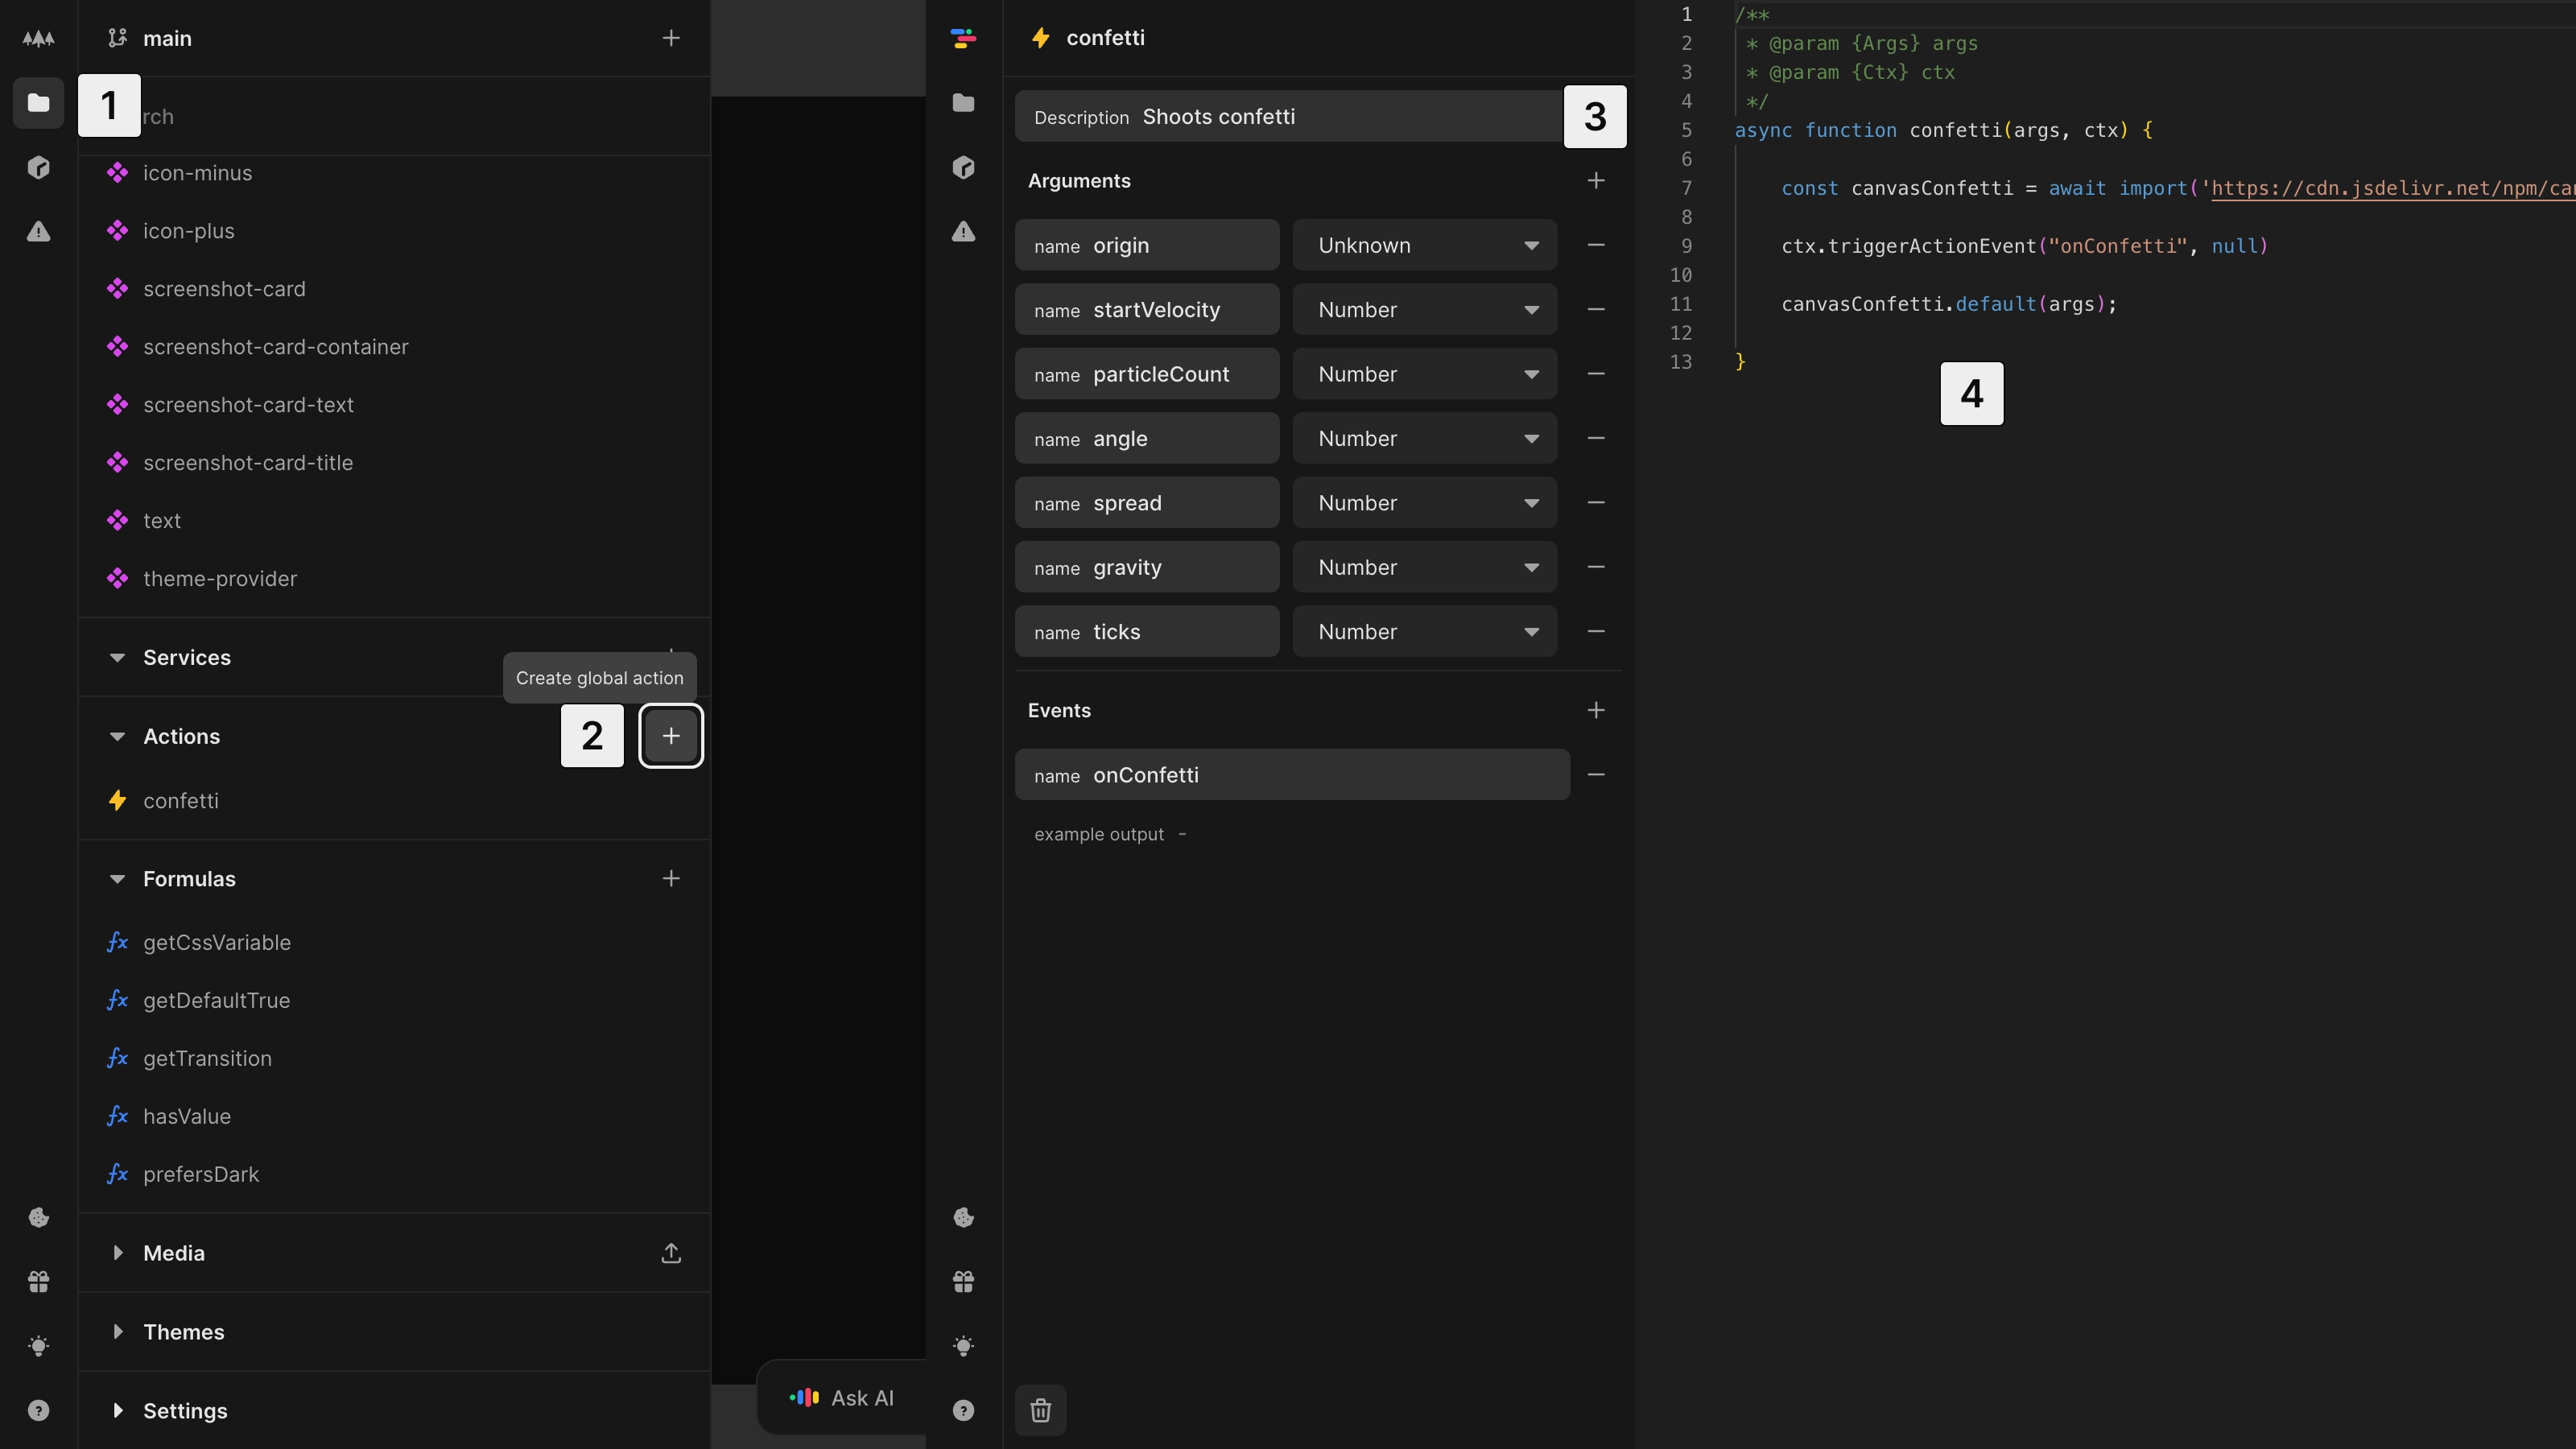 main
1
rch
icon-minus
icon-plus
screenshot-card
screenshot-card-container
screenshot-card-text
screenshot-card-title
text
theme-provider
Services
Create global action
Actions
2
confetti
Formulas
getCssVariable
getDefaultTrue
getTransition
hasValue
prefersDark
Media
Themes
Settings
Ask AI
confetti
Description Shoots confetti
3
Arguments
name origin Unknown
name startVelocity Number
name particleCount Number
name angle Number
name spread Number
name gravity Number
name ticks Number
Events
name onConfetti
example output -
1 /**
2 * @param {Args} args
3 * @param {Ctx} ctx
4 */
5 async function confetti(args, ctx) {
6
7 const canvasConfetti = await import('https://cdn.jsdelivr.net/npm/can
8
9 ctx.triggerActionEvent("onConfetti", null)
10
11 canvasConfetti.default(args);
12
13 }
4